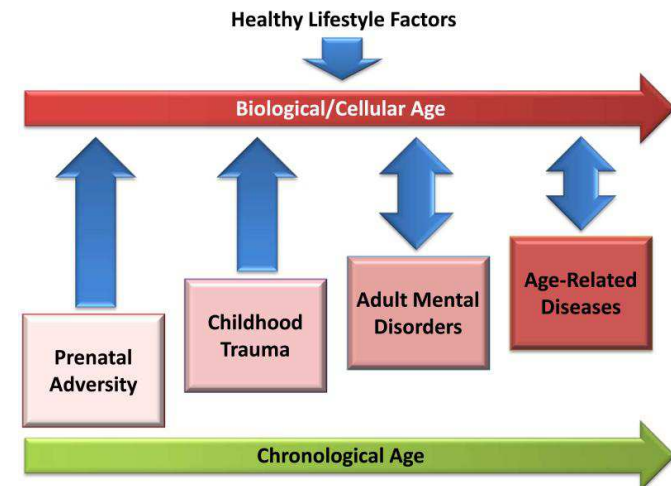 Healthy Lifestyle Factors
Biological/Cellular Age
Prenatal
Adversity
Childhood
Trauma
Adult Mental
Disorders
Age-Related
Diseases
Chronological Age